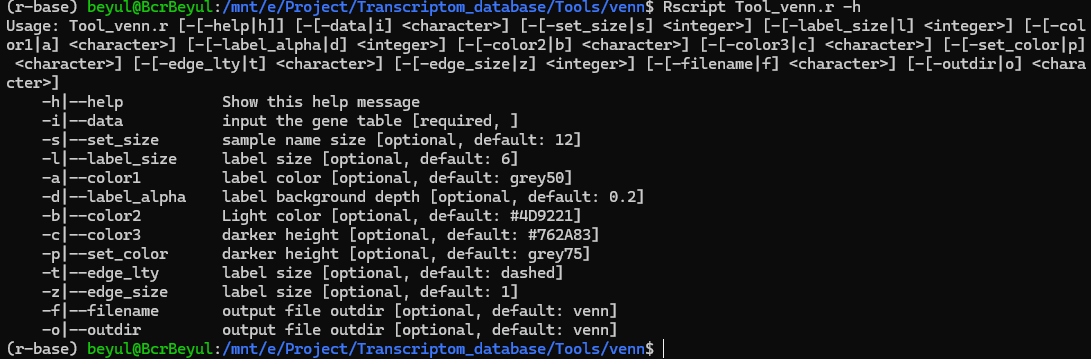 (r-base) beyul@BcrBeyul:/mnt/e/Project/Transcriptom_database/Tools/venn$ Rscript Tool_venn.r -h
Usage: Tool_venn.r [-[-help|h]] [-[-data|i] <character>] [-[-set_size|s] <integer>] [-[-label_size|l] <integer>] [-[-col
or1|a] <character>] [-[-label_alpha|d] <integer>] [-[-color2|b] <character>] [-[-color3|c] <character>] [-[-set_color|p]
 <character>] [-[-edge_lty|t] <character>] [-[-edge_size|z] <integer>] [-[-filename|f] <character>] [-[-outdir|o] <chara
cter>]
    -h|--help           Show this help message
    -i|--data           input the gene table [required, ]
    -s|--set_size       sample name size [optional, default: 12]
    -l|--label_size     label size [optional, default: 6]
    -a|--color1         label color [optional, default: grey50]
    -d|--label_alpha    label background depth [optional, default: 0.2]
    -b|--color2         Light color [optional, default: #4D9221]
    -c|--color3         darker height [optional, default: #762A83]
    -p|--set_color      darker height [optional, default: grey75]
    -t|--edge_lty       label size [optional, default: dashed]
    -z|--edge_size      label size [optional, default: 1]
    -f|--filename       output file outdir [optional, default: venn]
    -o|--outdir         output file outdir [optional, default: venn]
(r-base) beyul@BcrBeyul:/mnt/e/Project/Transcriptom_database/Tools/venn$